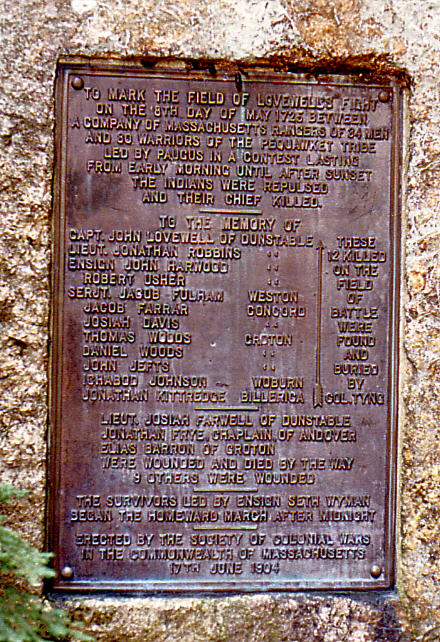 TO MARK THE FIELD OF LOVEWELL'S FIGHT
ON THE 8TH DAY OF MAY 1725 BETWEEN
A COMPANY OF MASSACHUSETTS RANGERS OF 34 MEN
AND 80 WARRIORS OF THE PEQUAWKET TRIBE
LED BY PAUGUS IN A CONTEST LASTING
FROM EARLY MORNING UNTIL AFTER SUNSET
THE INDIANS WERE REPULSED
AND THEIR CHIEF KILLED.
TO THE MEMORY OF
CAPT. JOHN LOVEWELL OF DUNSTABLE
LIEUT. JONATHAN ROBBINS "
ENSIGN JOHN HARWOOD "
ROBERT USHER "
SERJT. JACOB FULHAM WESTON
JACOB FARRAR CONCORD
JOSIAH DAVIS "
THOMAS WOODS GROTON
DANIEL WOODS "
JOHN JEFTS "
ICHABOD JOHNSON WOBURN
JONATHAN KITTREDGE BILLERICA
THESE
12 KILLED
ON THE
FIELD
OF
BATTLE
WERE
FOUND
AND
BURIED
BY
COL. TYNG
LIEUT. JOSIAH FARWELL OF DUNSTABLE
JONATHAN FRYE, CHAPLAIN, OF ANDOVER
ELIAS BARRON OF GROTON
WERE WOUNDED AND DIED BY THE WAY
9 OTHERS WERE WOUNDED
THE SURVIVORS LED BY ENSIGN SETH WYMAN
BEGAN THE HOMEWARD MARCH AFTER MIDNIGHT
ERECTED BY THE SOCIETY OF COLONIAL WARS
IN THE COMMONWEALTH OF MASSACHUSETTS
17TH JUNE 1904